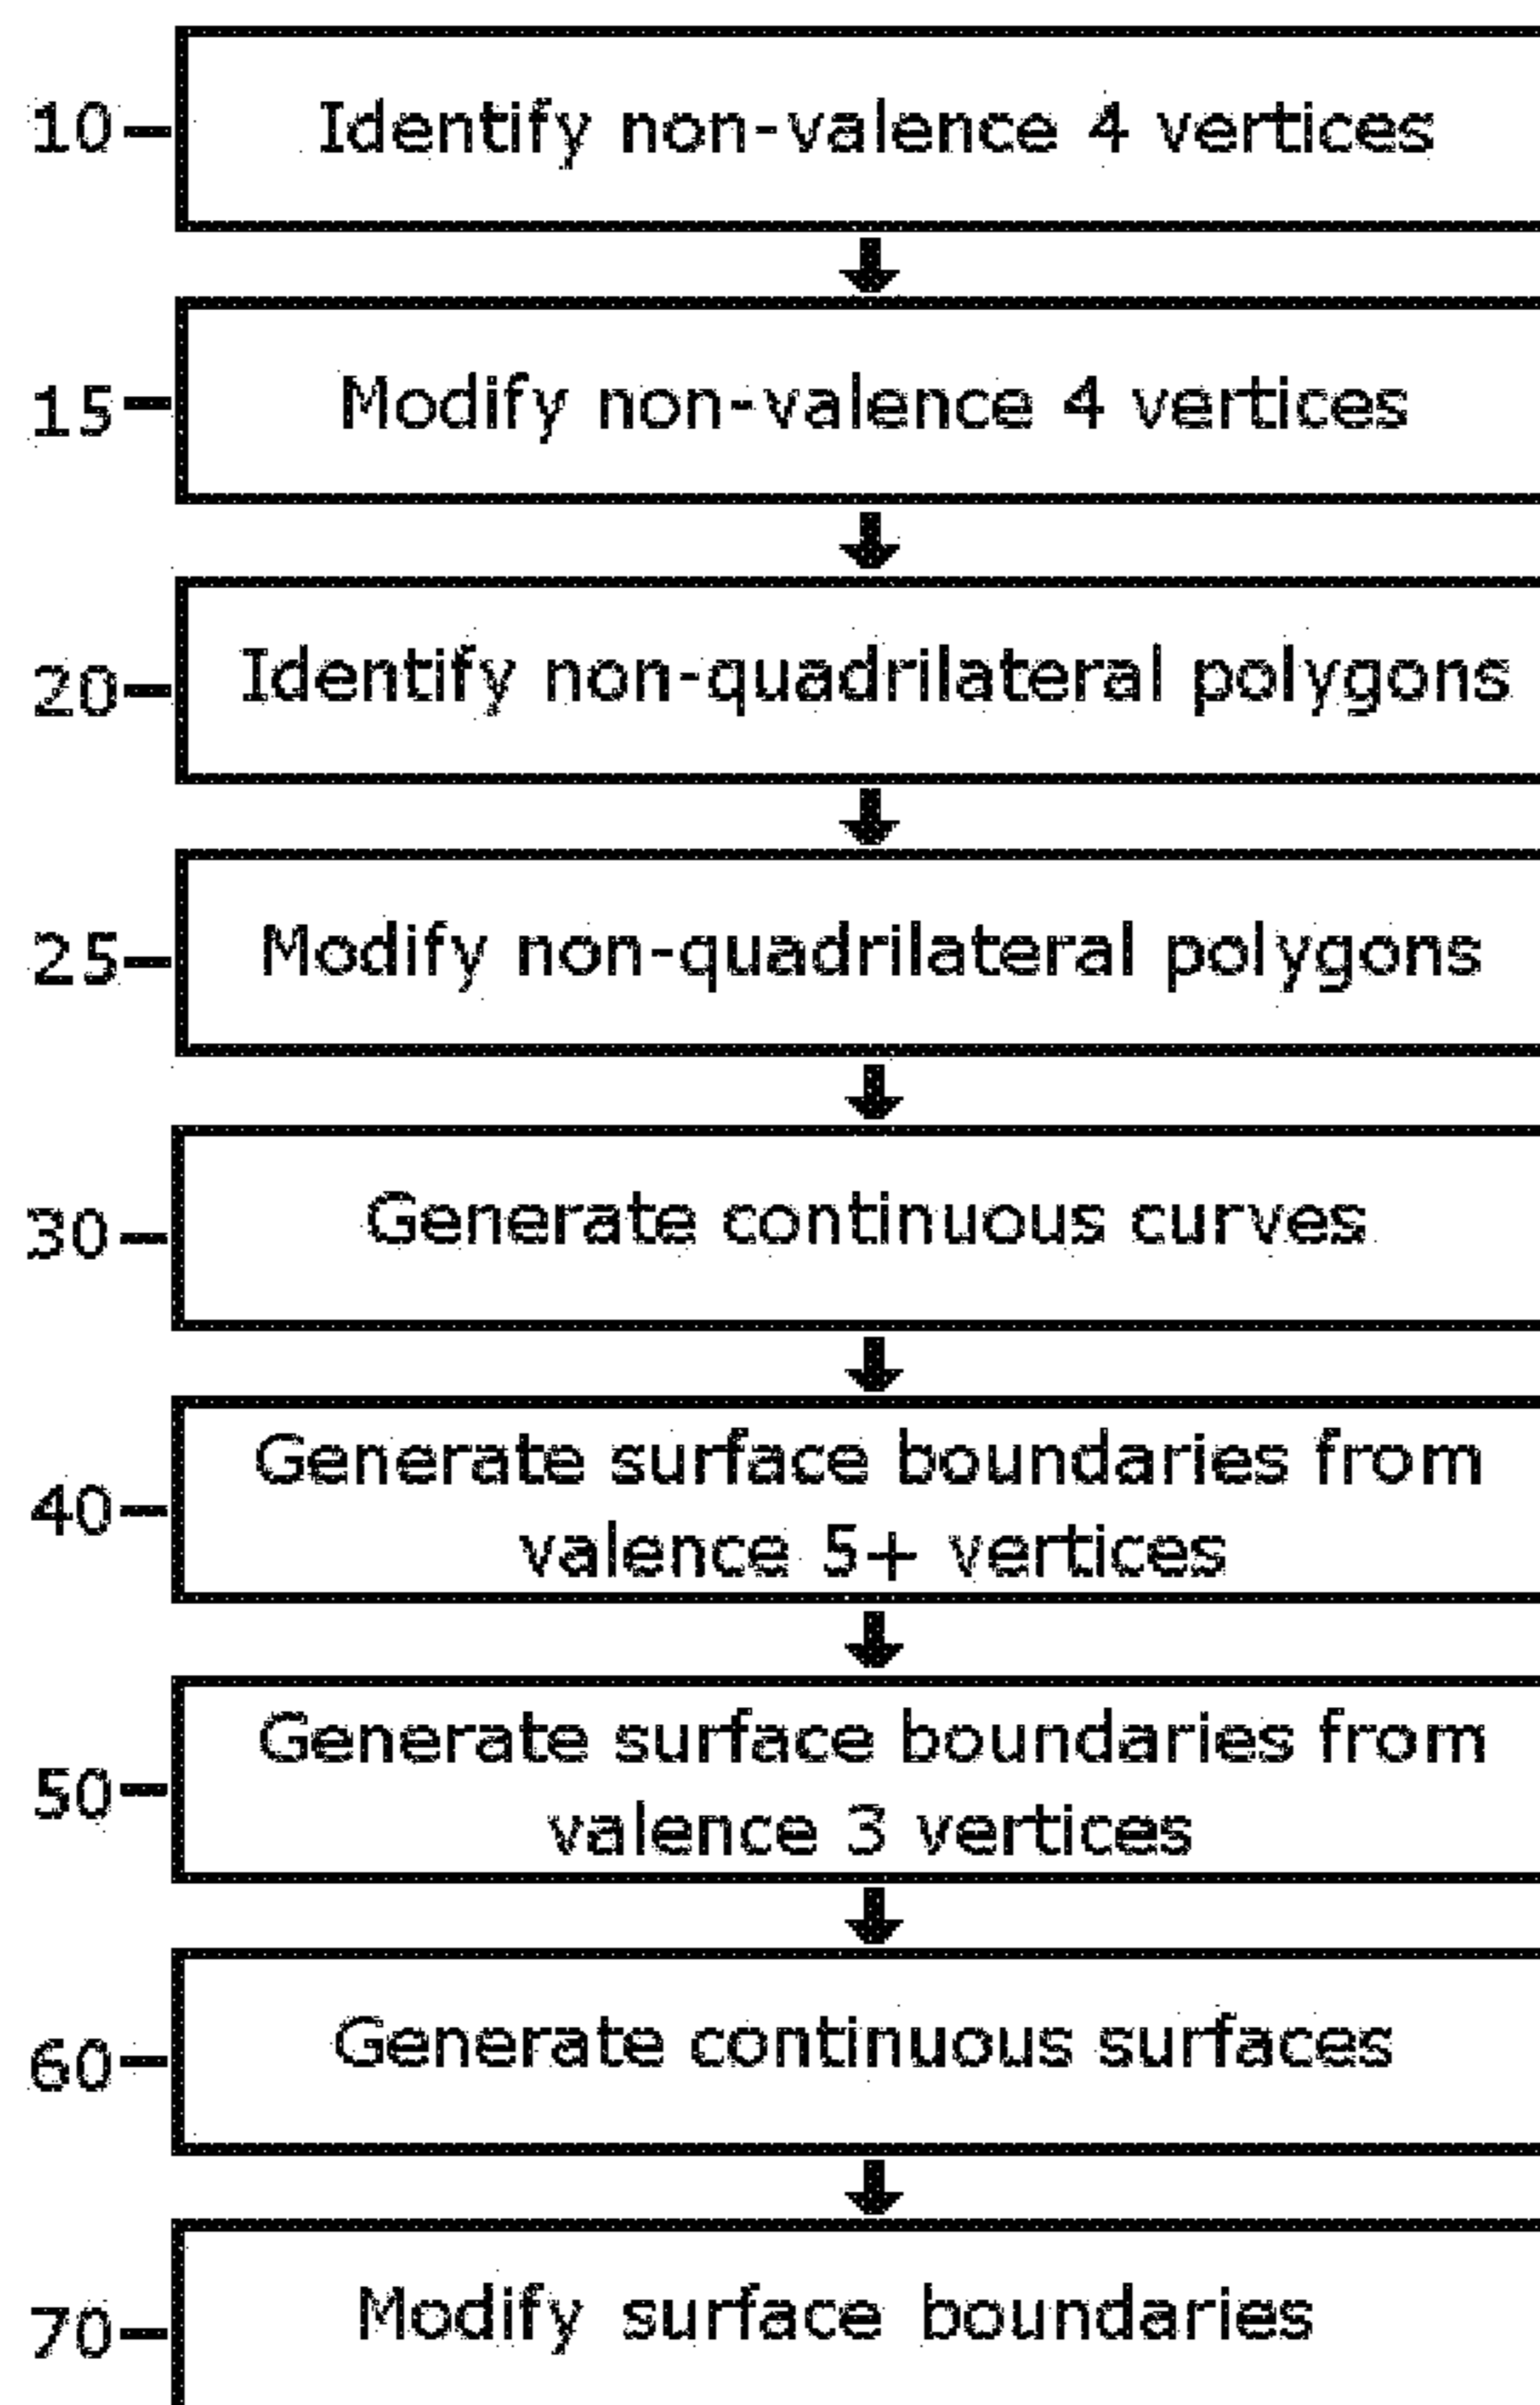 10 Identify non-valence 4 vertices
15 Modify non-valence 4 vertices
20 Identify non-quadrilateral polygons
25 Modify non-quadrilateral polygons
30 Generate continuous curves
40 Generate surface boundaries from
valence 5+ vertices
50 Generate surface boundaries from
valence 3 vertices
60 Generate continuous surfaces
70 Modify surface boundaries